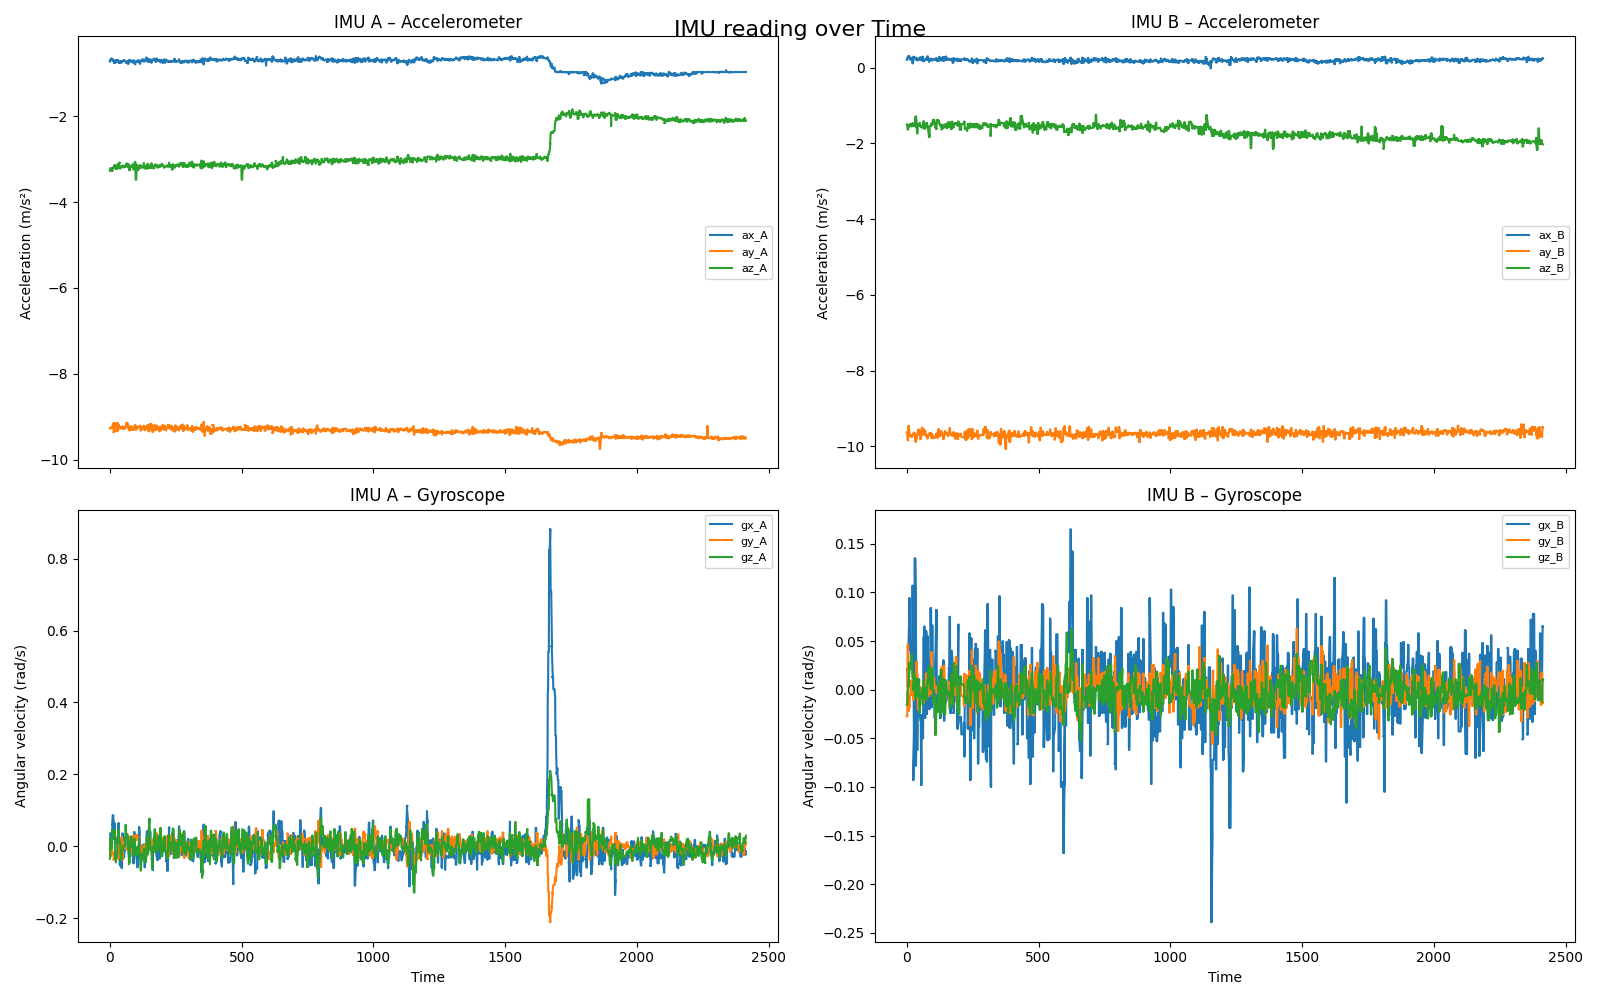 IMU reading over Time
IMU A – Accelerometer
Acceleration (m/s²)
−2
−4
−6
−8
−10
ax_A
ay_A
az_A
IMU B – Accelerometer
Acceleration (m/s²)
0
−2
−4
−6
−8
−10
ax_B
ay_B
az_B
IMU A – Gyroscope
Angular velocity (rad/s)
0.8
0.6
0.4
0.2
0.0
−0.2
gx_A
gy_A
gz_A
0 500 1000 1500 2000 2500
Time
IMU B – Gyroscope
Angular velocity (rad/s)
0.15
0.10
0.05
0.00
−0.05
−0.10
−0.15
−0.20
−0.25
gx_B
gy_B
gz_B
0 500 1000 1500 2000 2500
Time